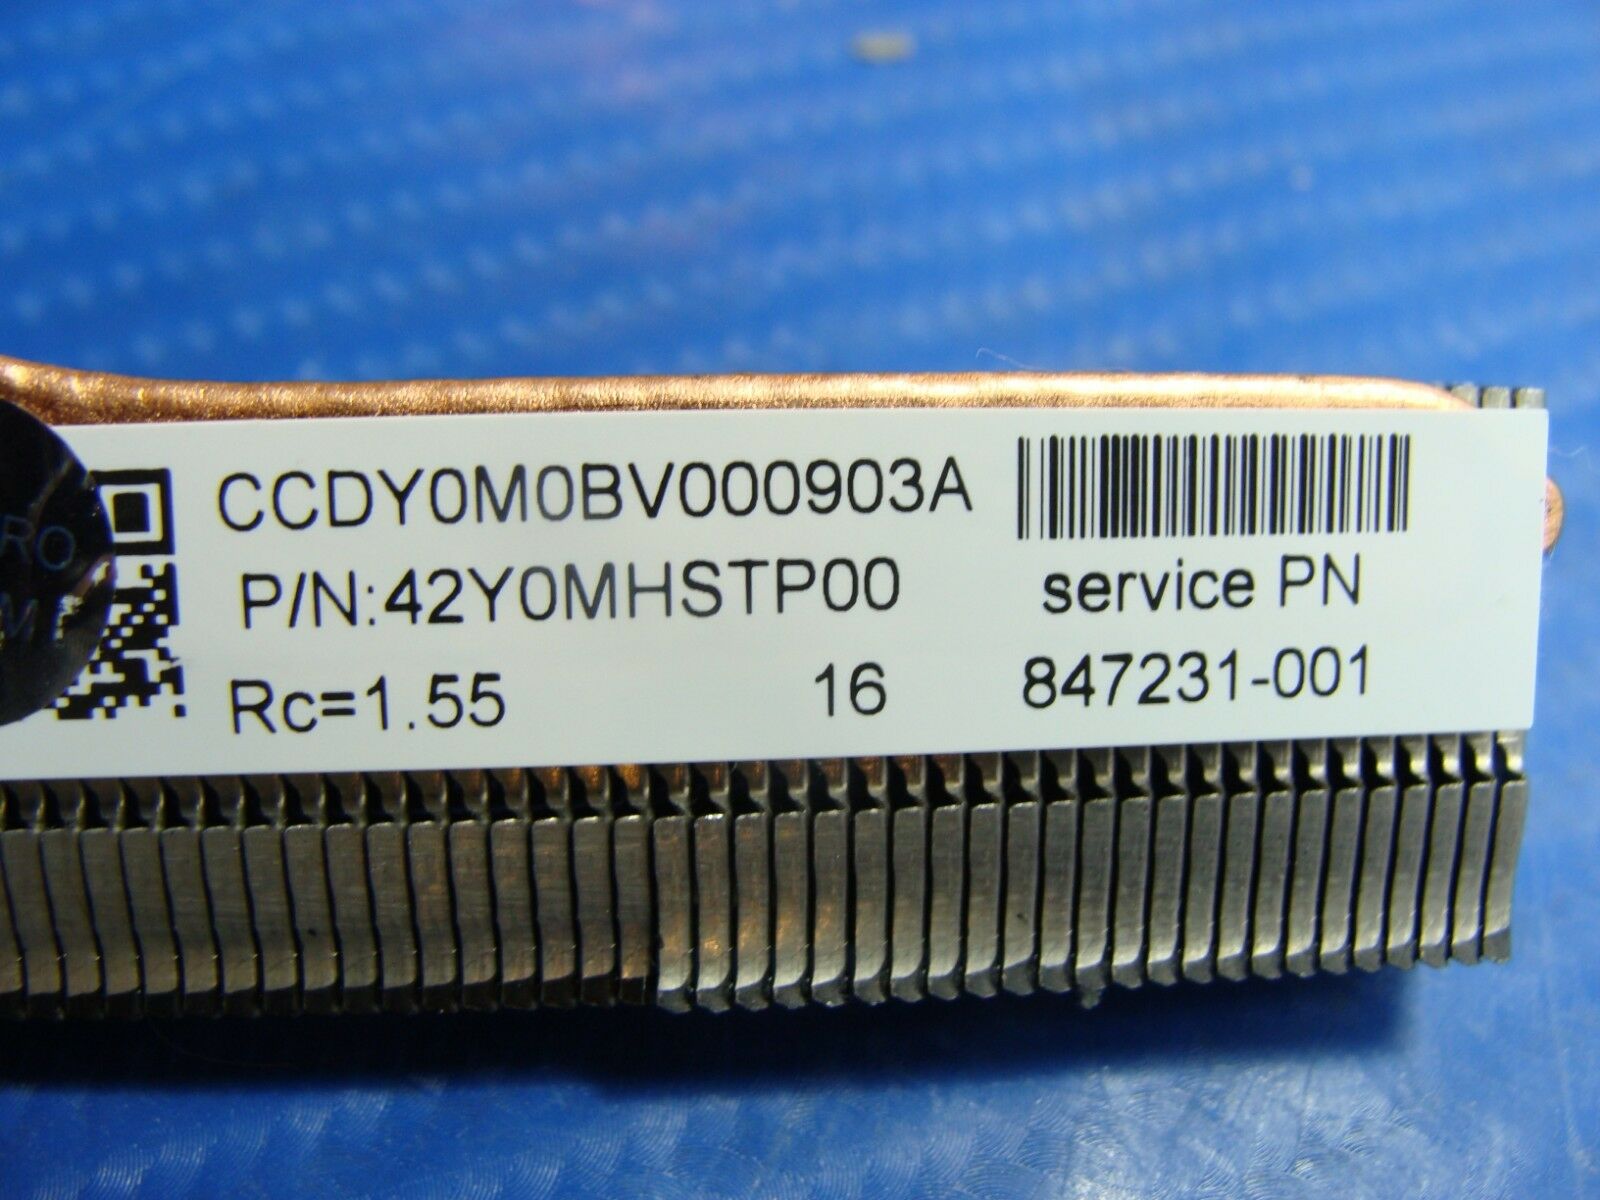 CCDY0M0BV000903A
P/N:42Y0MHSTP00
service PN
Rc=1.55 16 847231-001